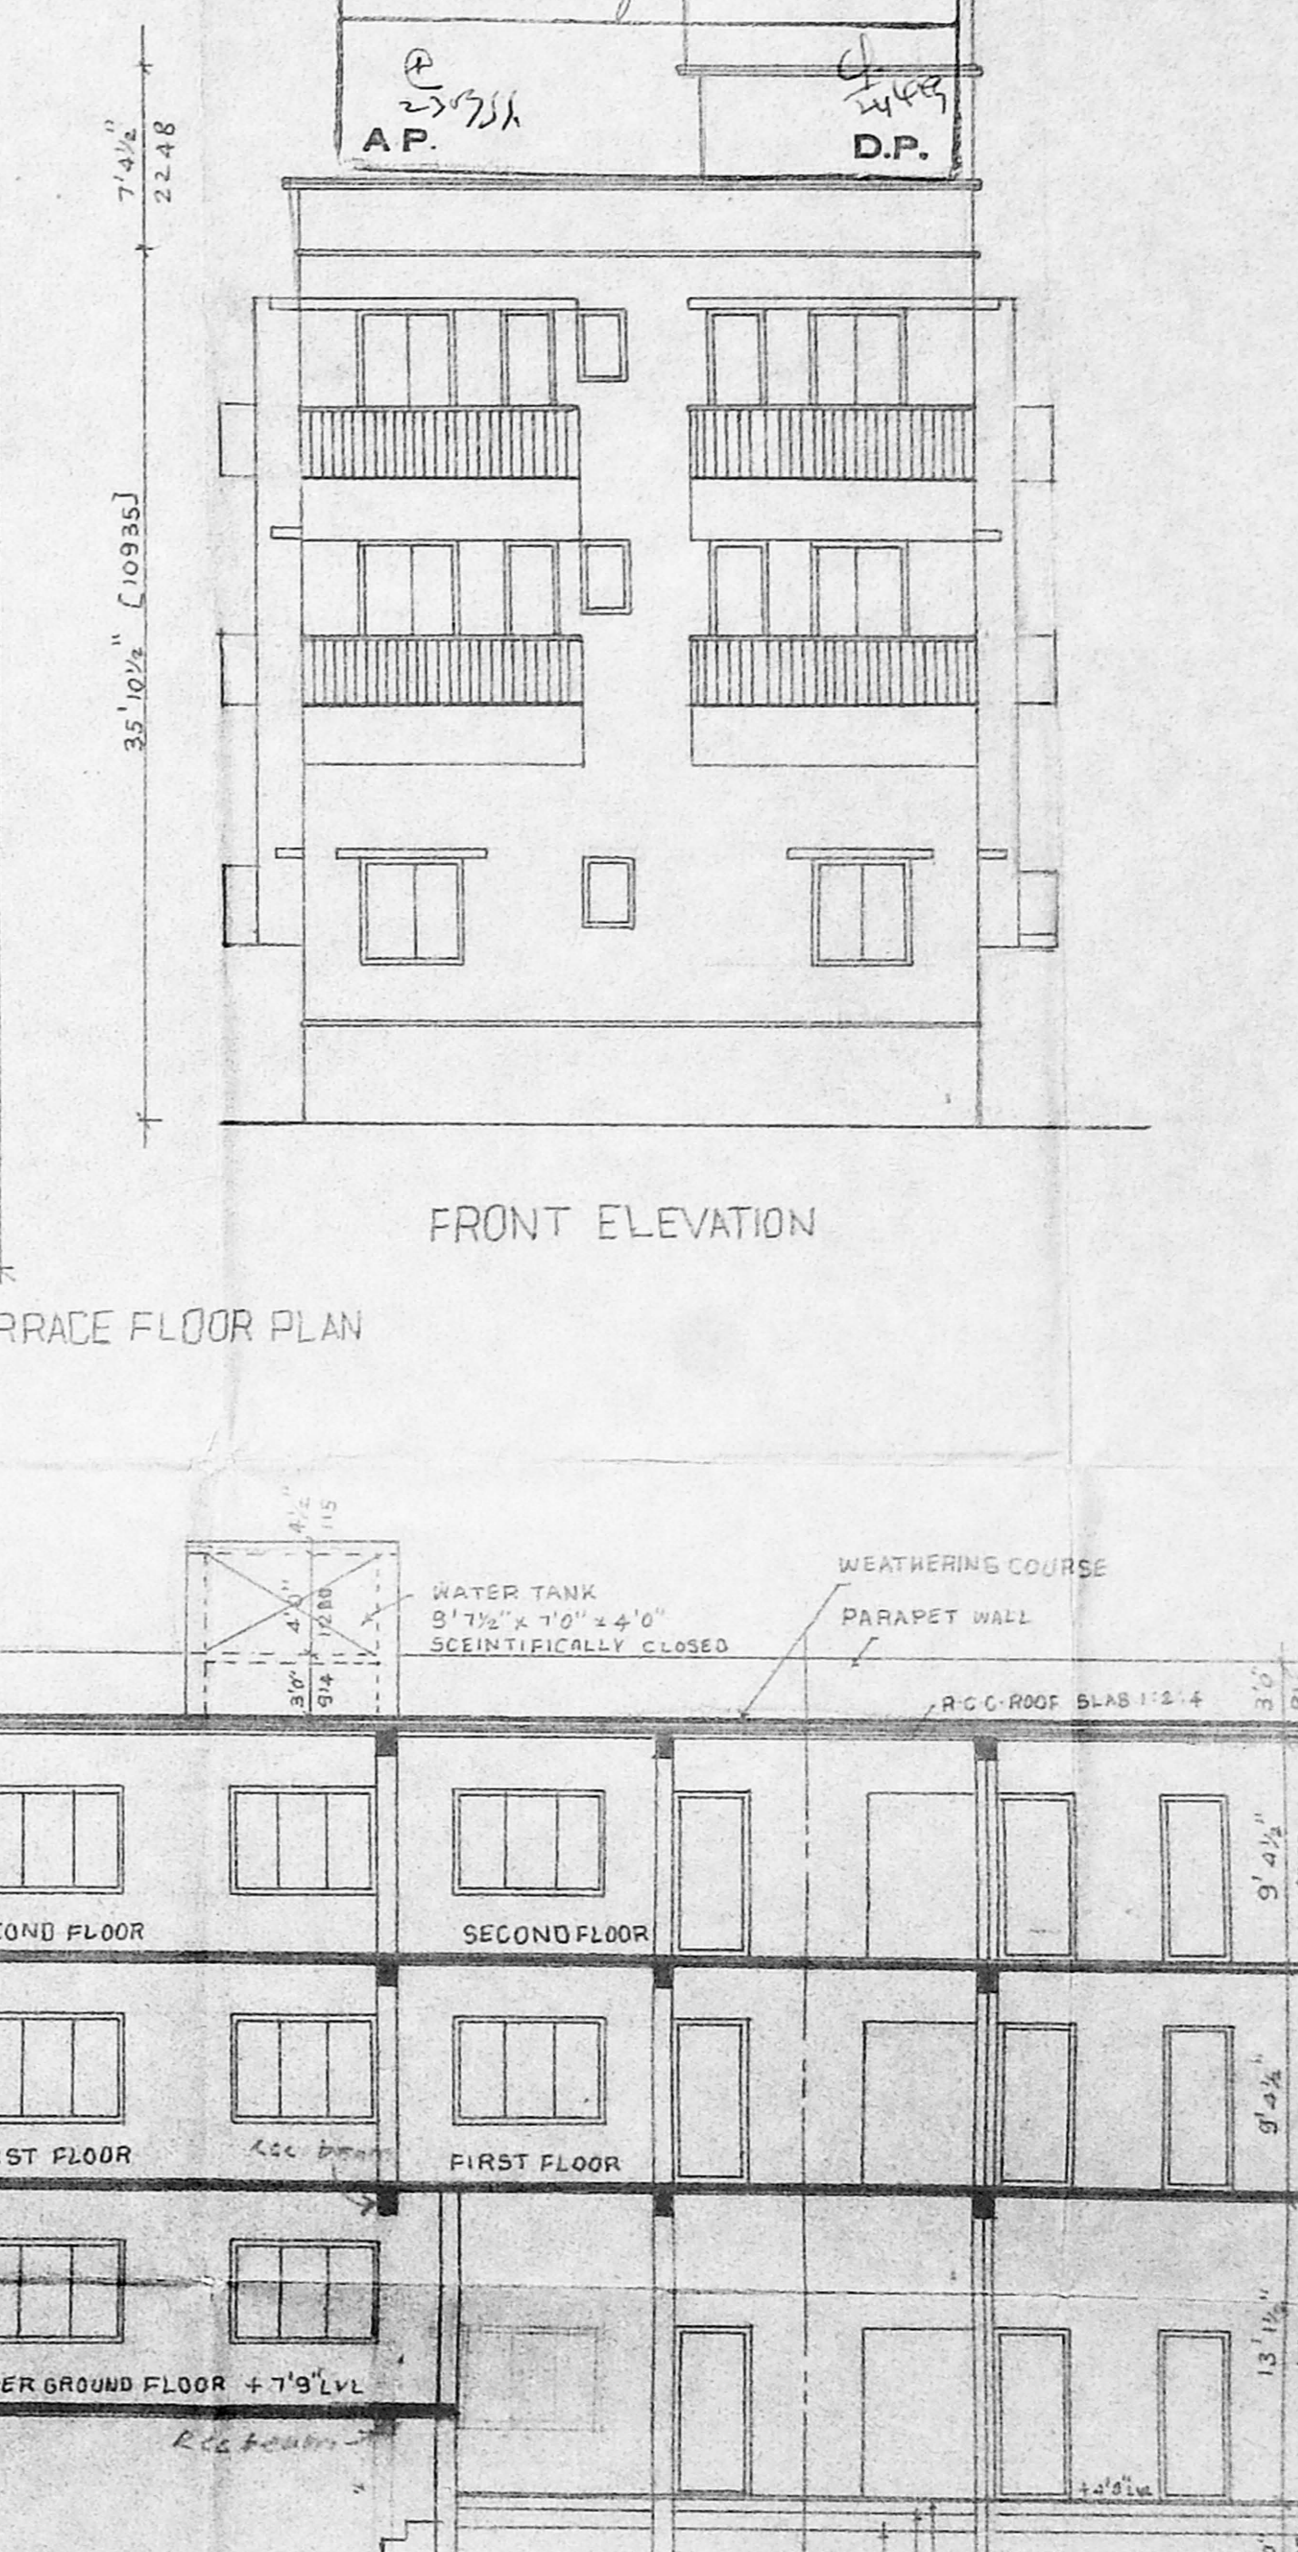 A.P.
D.P.
7'4½"
2248
35'10½" [10935]
FRONT ELEVATION
RRACE FLOOR PLAN
4½"
115
WEATHERING COURSE
WATER TANK
9'7½" x 7'0" x 4'0"
SCEINTIFICALLY CLOSED
PARAPET WALL
4'0"
1220
3'0"
914
R.C.C. ROOF SLAB 1:2:4
3'0"
9'4½"
OND FLOOR
SECOND FLOOR
9'4½"
ST FLOOR
FIRST FLOOR
rcc beam
13'1½"
ER GROUND FLOOR + 7'9" LVL
Rcc beam
+4'0" LVL